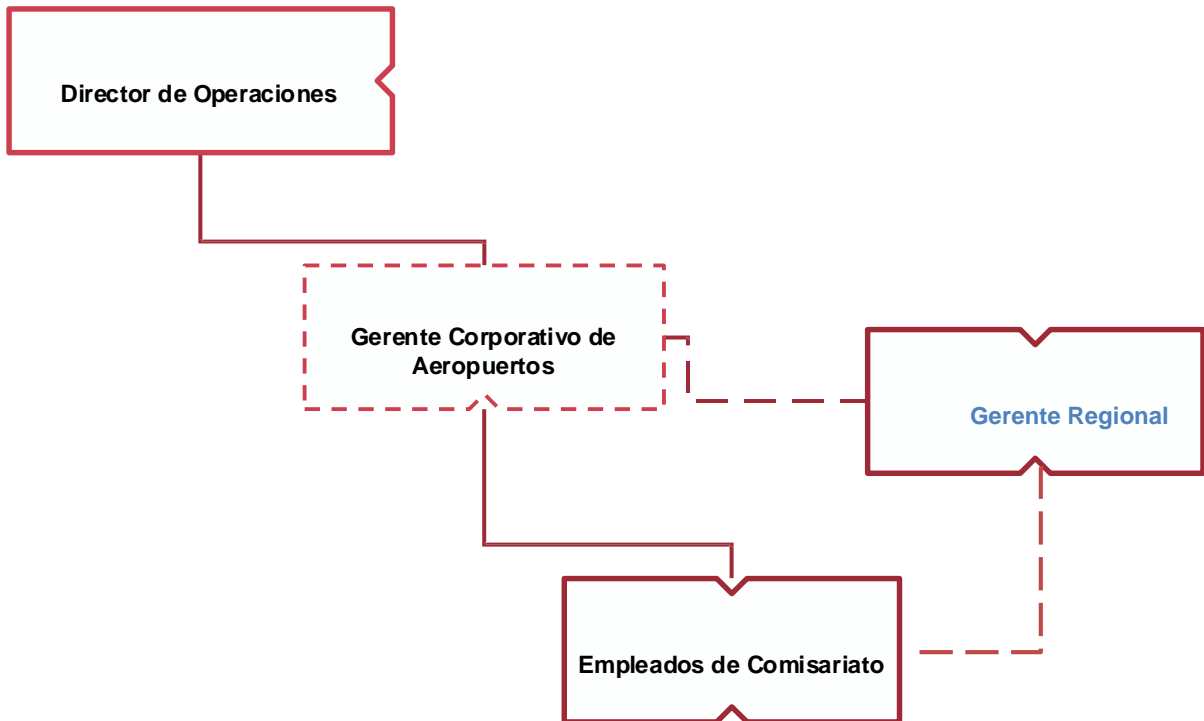 Director de Operaciones
Gerente Corporativo de
Aeropuertos
Gerente Regional
Empleados de Comisariato